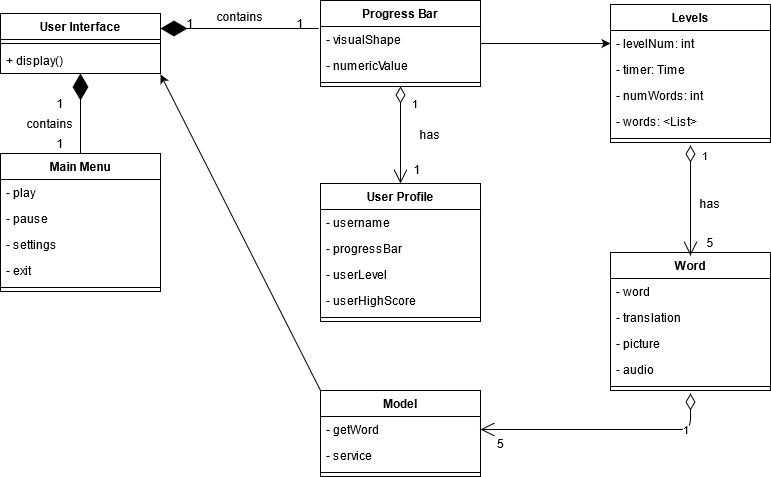 User Interface
+ display()
1
contains
1
Progress Bar
- visualShape
- numericValue
Levels
- levelNum: int
- timer: Time
- numWords: int
- words: <List>
1
contains
1
Main Menu
- play
- pause
- settings
- exit
1
has
1
User Profile
- username
- progressBar
- userLevel
- userHighScore
1
has
5
Word
- word
- translation
- picture
- audio
1
5
Model
- getWord
- service